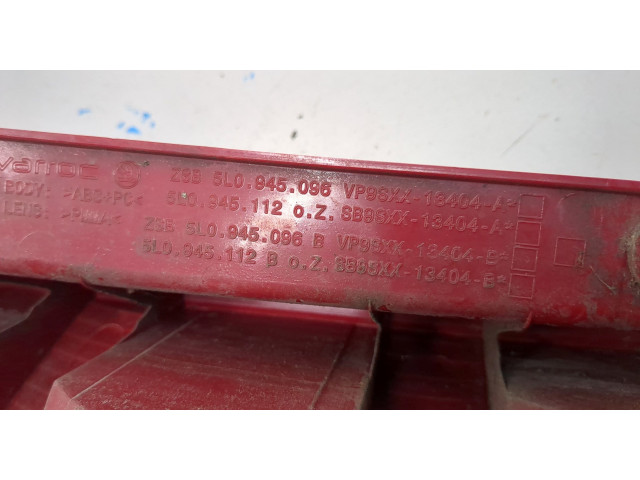 varroc ZSB 5L0.945.096 VP9SXX-13404-A*
BODY: >ABS+PC< 5L0.945.112 o.Z. SB9SXX-13404-A*
LENS: >PMMA< ZSB 5L0.945.096 B VP9SXX-13404-B*
5L0.945.112 B o.Z. SB9SXX-13404-B*